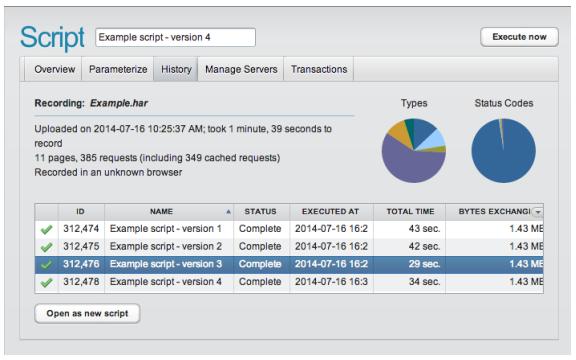 Script Example script - version 4 Execute now
Overview Parameterize History Manage Servers Transactions
Recording: Example.har
Types Status Codes
Uploaded on 2014-07-16 10:25:37 AM; took 1 minute, 39 seconds to
record
11 pages, 385 requests (including 349 cached requests)
Recorded in an unknown browser
ID NAME STATUS EXECUTED AT TOTAL TIME BYTES EXCHANGI
312,474 Example script - version 1 Complete 2014-07-16 16:2 43 sec. 1.43 ME
312,475 Example script - version 2 Complete 2014-07-16 16:2 42 sec. 1.43 ME
312,476 Example script - version 3 Complete 2014-07-16 16:2 29 sec. 1.43 ME
312,478 Example script - version 4 Complete 2014-07-16 16:3 34 sec. 1.43 ME
Open as new script